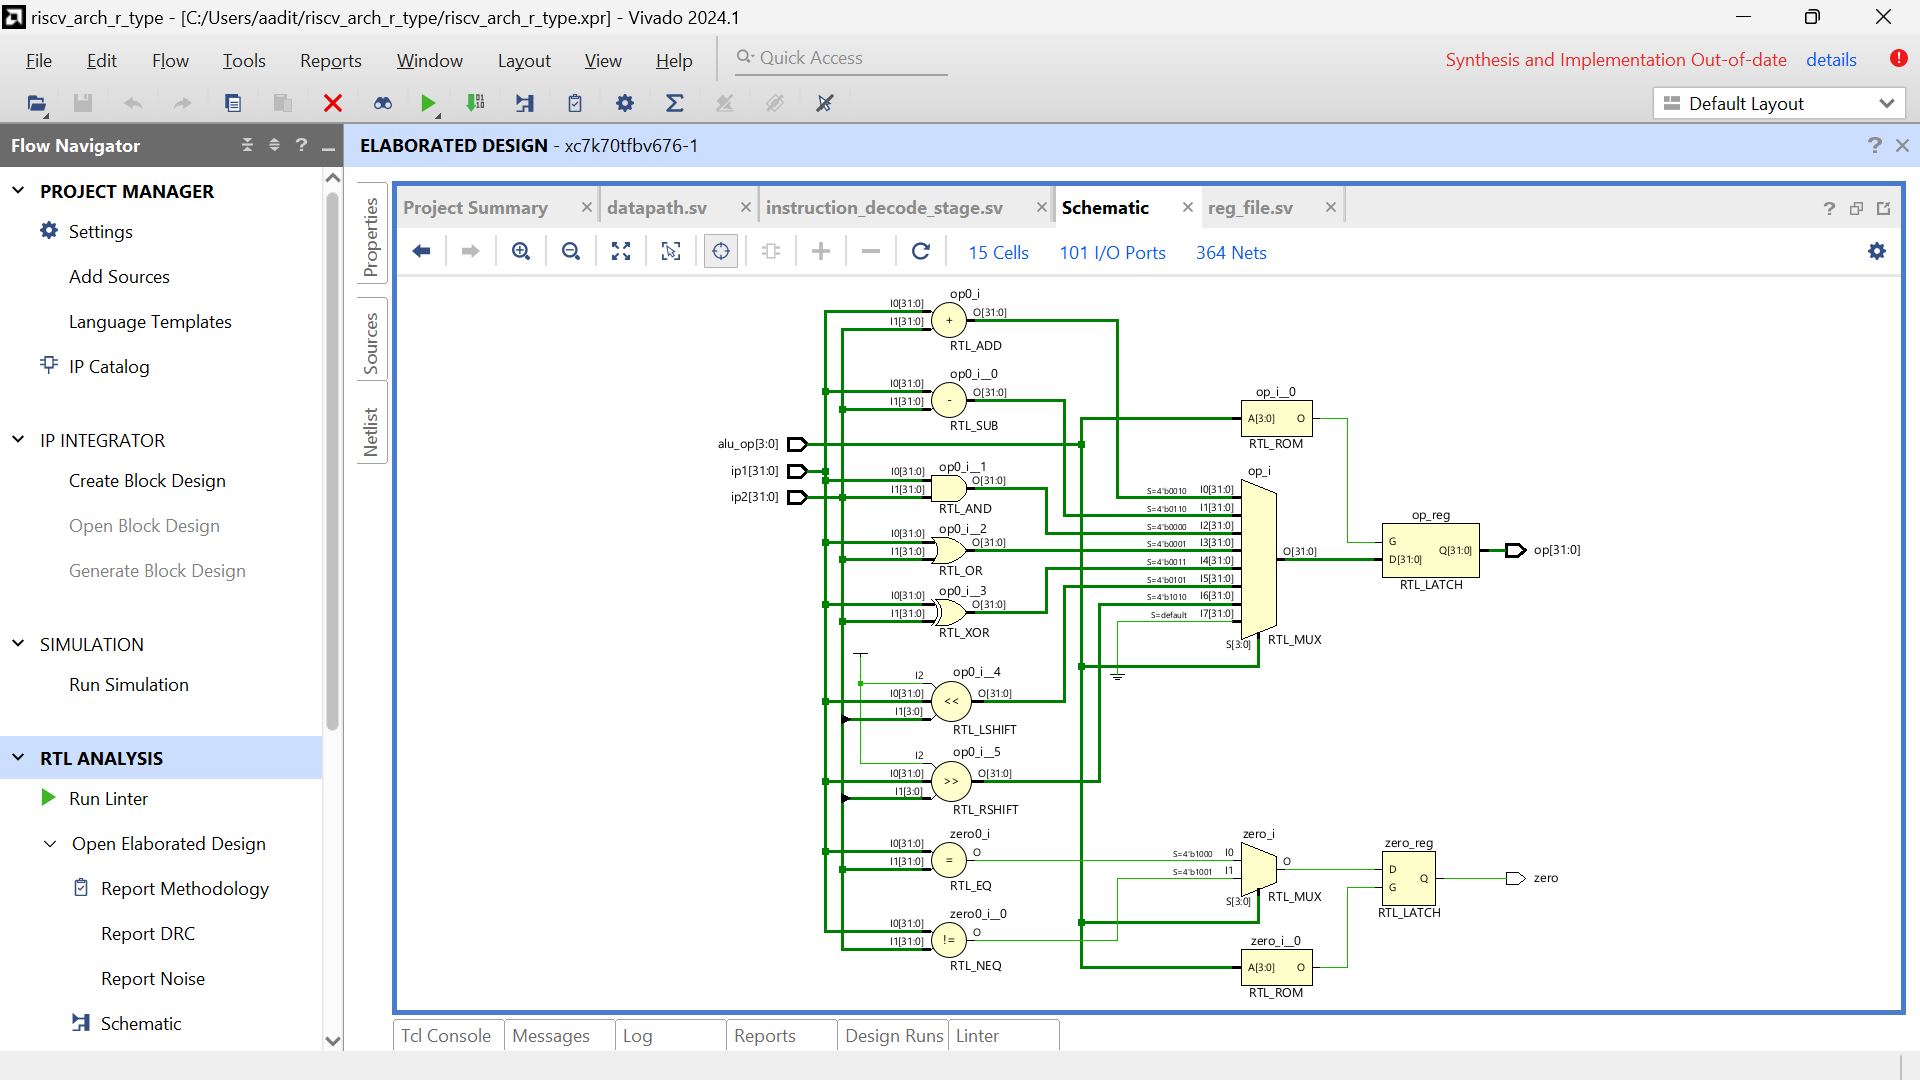 riscv_arch_r_type - [C:/Users/aadit/riscv_arch_r_type/riscv_arch_r_type.xpr] - Vivado 2024.1
File Edit Flow Tools Reports Window Layout View Help
Quick Access
Synthesis and Implementation Out-of-date details
Default Layout
Flow Navigator
PROJECT MANAGER
Settings
Add Sources
Language Templates
IP Catalog
IP INTEGRATOR
Create Block Design
Open Block Design
Generate Block Design
SIMULATION
Run Simulation
RTL ANALYSIS
Run Linter
Open Elaborated Design
Report Methodology
Report DRC
Report Noise
Schematic
ELABORATED DESIGN - xc7k70tfbv676-1
Properties
Sources
Netlist
Project Summary
datapath.sv
instruction_decode_stage.sv
Schematic
reg_file.sv
15 Cells 101 I/O Ports 364 Nets
alu_op[3:0]
ip1[31:0]
ip2[31:0]
op0_i
I0[31:0]
I1[31:0]
+
O[31:0]
RTL_ADD
op0_i__0
I0[31:0]
I1[31:0]
-
O[31:0]
RTL_SUB
op0_i__1
I0[31:0]
I1[31:0]
O[31:0]
RTL_AND
op0_i__2
I0[31:0]
I1[31:0]
O[31:0]
RTL_OR
op0_i__3
I0[31:0]
I1[31:0]
O[31:0]
RTL_XOR
op0_i__4
I2
I0[31:0]
I1[3:0]
<<
O[31:0]
RTL_LSHIFT
op0_i__5
I2
I0[31:0]
I1[3:0]
>>
O[31:0]
RTL_RSHIFT
zero0_i
I0[31:0]
I1[31:0]
=
O
RTL_EQ
zero0_i__0
I0[31:0]
I1[31:0]
!=
O
RTL_NEQ
op_i__0
A[3:0] O
RTL_ROM
op_i
S=4'b0010 I0[31:0]
S=4'b0110 I1[31:0]
S=4'b0000 I2[31:0]
S=4'b0001 I3[31:0]
S=4'b0011 I4[31:0]
S=4'b0101 I5[31:0]
S=4'b1010 I6[31:0]
S=default I7[31:0]
O[31:0]
S[3:0]
RTL_MUX
op_reg
G
D[31:0]
Q[31:0]
RTL_LATCH
op[31:0]
zero_i
S=4'b1000 I0
S=4'b1001 I1
O
S[3:0]
RTL_MUX
zero_reg
D
G
Q
RTL_LATCH
zero
zero_i__0
A[3:0] O
RTL_ROM
Tcl Console Messages Log Reports Design Runs Linter